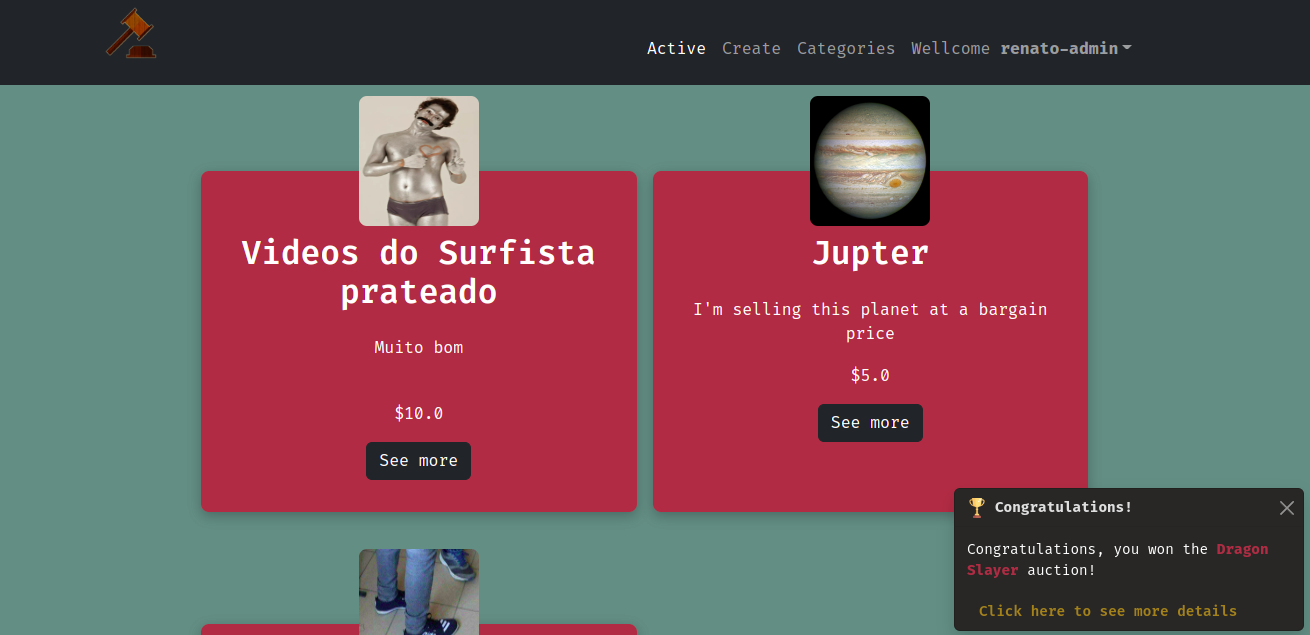 Active Create Categories Wellcome renato-admin
Videos do Surfista
prateado
Muito bom
$10.0
See more
Jupter
I'm selling this planet at a bargain
price
$5.0
See more
Congratulations!
Congratulations, you won the Dragon
Slayer auction!
Click here to see more details